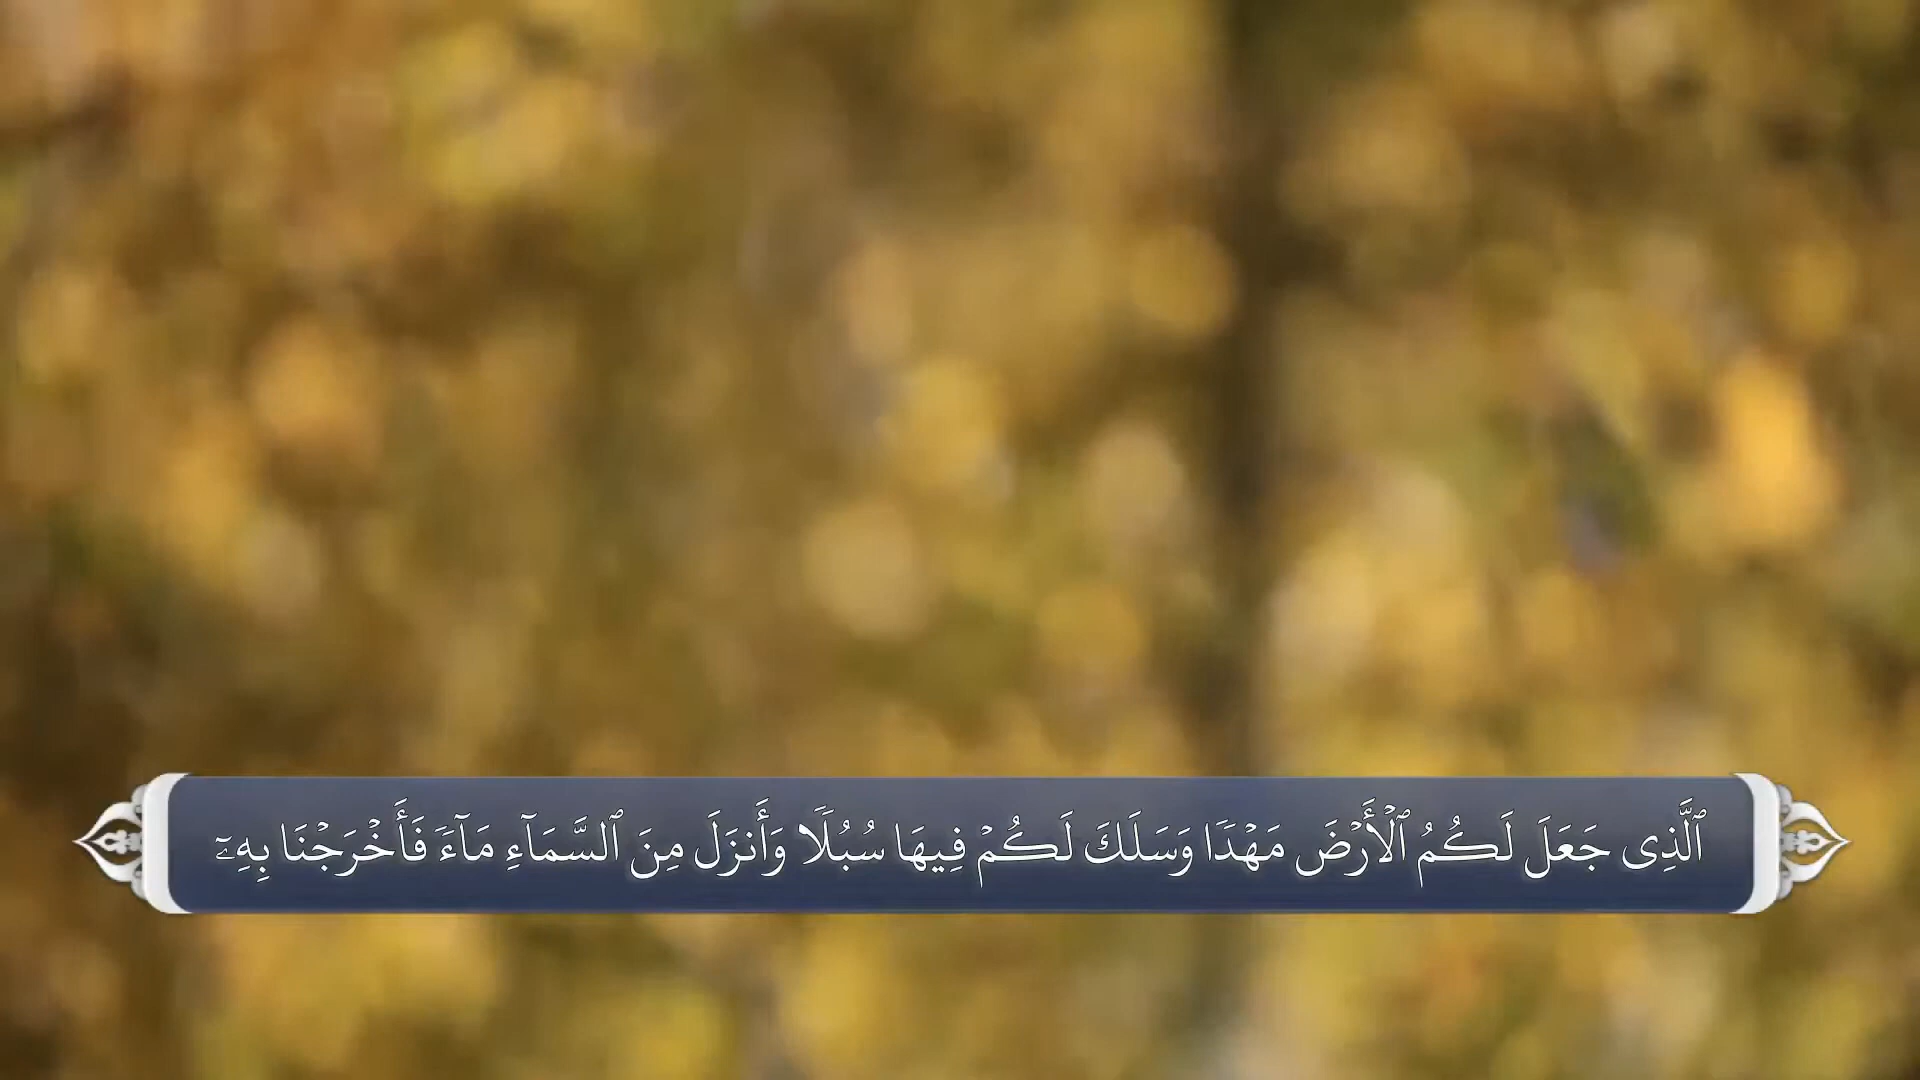 ٱلَّذِى جَعَلَ لَكُمُ ٱلْأَرْضَ مَهْدًا وَسَلَكَ لَكُمْ فِيهَا سُبُلًا وَأَنزَلَ مِنَ ٱلسَّمَآءِ مَآءً فَأَخْرَجْنَا بِهِۦٓ